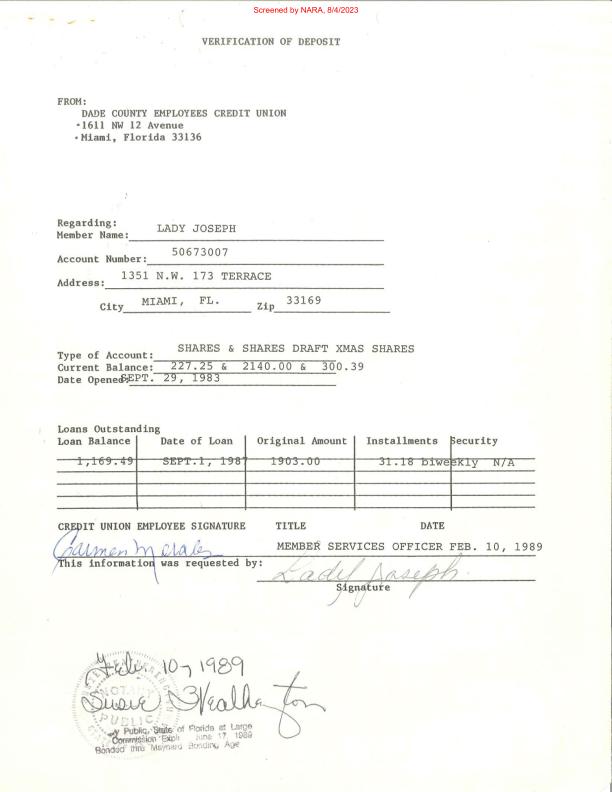 Screened by NARA, 8/4/2023
VERIFICATION OF DEPOSIT
FROM:
DADE COUNTY EMPLOYEES CREDIT UNION
1611 NW 12 Avenue
Miami, Florida 33136
Regarding:
Member Name: LADY JOSEPH
Account Number: 50673007
Address: 1351 N.W. 173 TERRACE
City MIAMI, FL. Zip 33169
Type of Account: SHARES & SHARES DRAFT XMAS SHARES
Current Balance: 227.25 & 2140.00 & 300.39
Date Opened: SEPT. 29, 1983
Loans Outstanding
Loan Balance Date of Loan Original Amount Installments Security
1,169.49 SEPT.1, 1987 1903.00 31.18 biweekly N/A
CREDIT UNION EMPLOYEE SIGNATURE TITLE DATE
Carmen Morales MEMBER SERVICES OFFICER FEB. 10, 1989
This information was requested by: Lady Joseph
Signature
Feb. 10, 1989
Susie Weatherington
NOTARY
PUBLIC
Public, State of Florida at Large
Commission June 17, 1989
Bonded thru Maynard Bonding